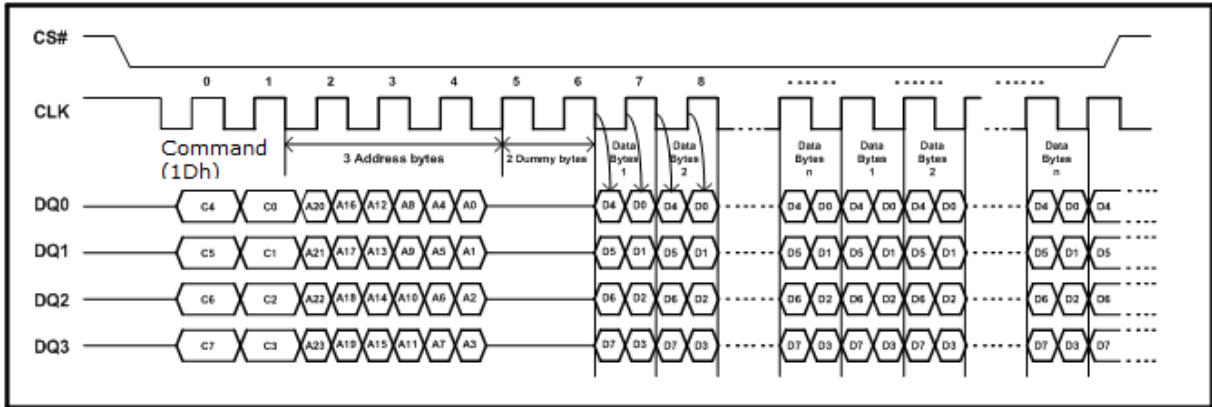 CS#
0 1 2 3 4 5 6 7 8
CLK
Command
(1Dh)
3 Address bytes
2 Dummy bytes
Data
Bytes
1
Data
Bytes
2
Data
Bytes
n
Data
Bytes
1
Data
Bytes
2
Data
Bytes
n
DQ0 C4 C0 A20 A16 A12 A8 A4 A0 D4 D0 D4 D0 D4 D0 D4 D0 D4 D0 D4 D0 D4
DQ1 C5 C1 A21 A17 A13 A9 A5 A1 D5 D1 D5 D1 D5 D1 D5 D1 D5 D1 D5 D1 D5
DQ2 C6 C2 A22 A18 A14 A10 A6 A2 D6 D2 D6 D2 D6 D2 D6 D2 D6 D2 D6 D2 D6
DQ3 C7 C3 A23 A19 A15 A11 A7 A3 D7 D3 D7 D3 D7 D3 D7 D3 D7 D3 D7 D3 D7